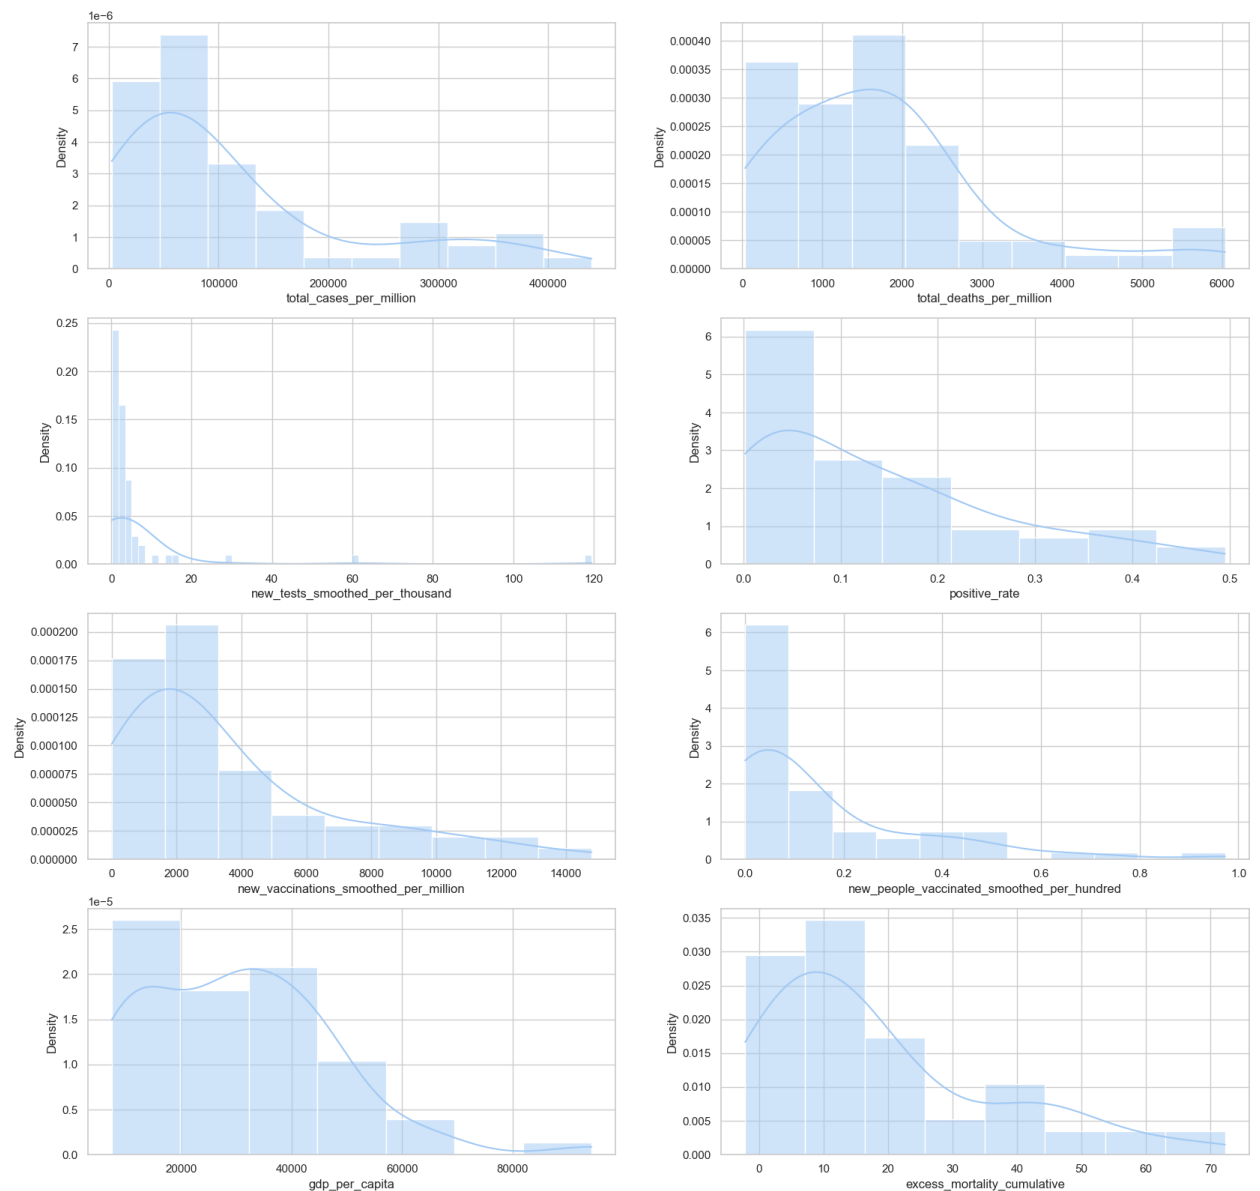 1e−6
7
6
5
4
3
2
1
0
Density
0 100000 200000 300000 400000
total_cases_per_million
0.00040
0.00035
0.00030
0.00025
0.00020
0.00015
0.00010
0.00005
0.00000
Density
0 1000 2000 3000 4000 5000 6000
total_deaths_per_million
0.25
0.20
0.15
0.10
0.05
0.00
Density
0 20 40 60 80 100 120
new_tests_smoothed_per_thousand
6
5
4
3
2
1
0
Density
0.0 0.1 0.2 0.3 0.4 0.5
positive_rate
0.000200
0.000175
0.000150
0.000125
0.000100
0.000075
0.000050
0.000025
0.000000
Density
0 2000 4000 6000 8000 10000 12000 14000
new_vaccinations_smoothed_per_million
6
5
4
3
2
1
0
Density
0.0 0.2 0.4 0.6 0.8 1.0
new_people_vaccinated_smoothed_per_hundred
1e−5
2.5
2.0
1.5
1.0
0.5
0.0
Density
20000 40000 60000 80000
gdp_per_capita
0.035
0.030
0.025
0.020
0.015
0.010
0.005
0.000
Density
0 10 20 30 40 50 60 70
excess_mortality_cumulative